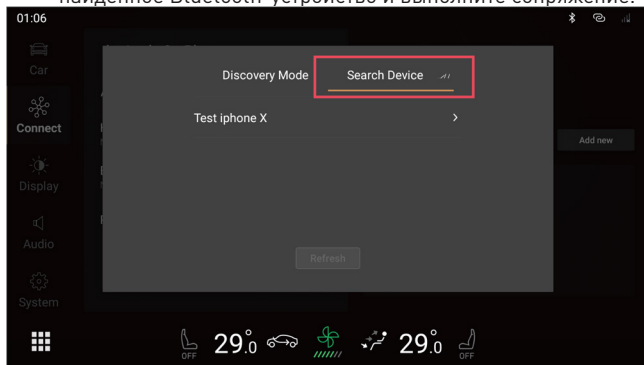 найденное Bluetooth-устройство и выполните сопряжение.
01:06
Car
Connect
Display
Audio
System
Discovery Mode Search Device
Test iphone X
Add new
Refresh
OFF 29.0° 29.0° OFF